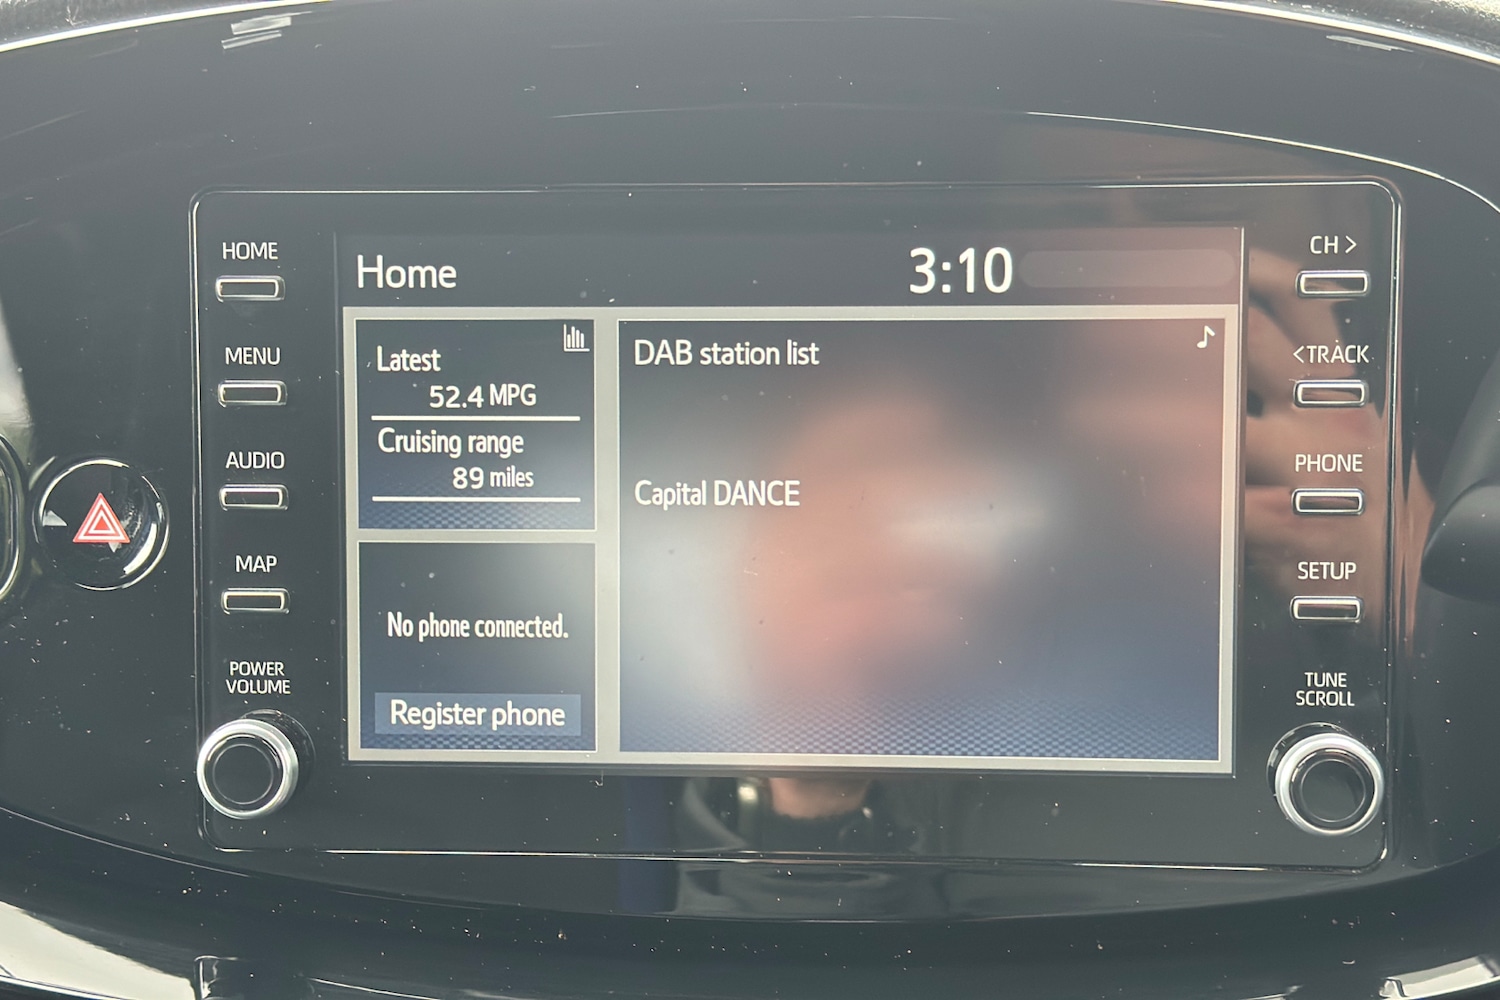 HOME
MENU
AUDIO
MAP
POWER
VOLUME
Home
3:10
Latest
52.4 MPG
Cruising range
89 miles
No phone connected.
Register phone
DAB station list
Capital DANCE
CH >
< TRACK
PHONE
SETUP
TUNE
SCROLL